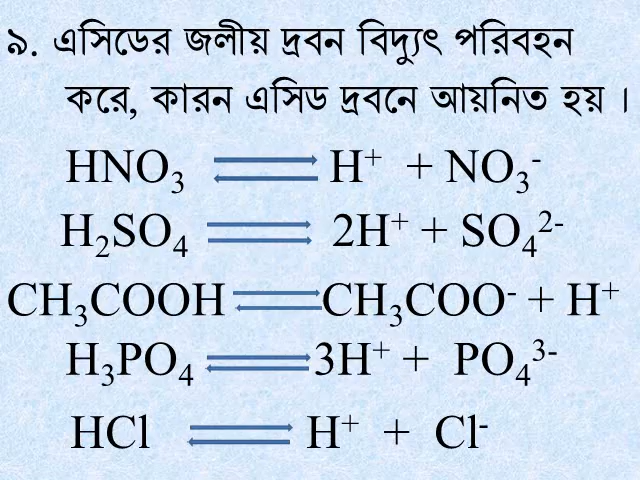 ৯. এসিডের জলীয় দ্রবন বিদ্যুৎ পরিবহন
করে, কারন এসিড দ্রবনে আয়নিত হয় ।
HNO₃ ⇌ H⁺ + NO₃⁻
H₂SO₄ ⇌ 2H⁺ + SO₄²⁻
CH₃COOH ⇌ CH₃COO⁻ + H⁺
H₃PO₄ ⇌ 3H⁺ + PO₄³⁻
HCl ⇌ H⁺ + Cl⁻